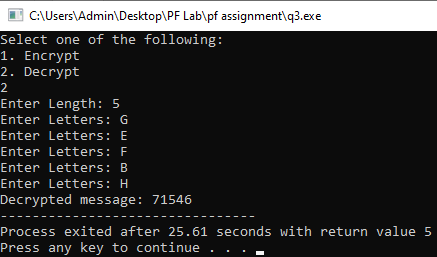 C:\Users\Admin\Desktop\PF Lab\pf assignment\q3.exe
Select one of the following:
1. Encrypt
2. Decrypt
2
Enter Length: 5
Enter Letters: G
Enter Letters: E
Enter Letters: F
Enter Letters: B
Enter Letters: H
Decrypted message: 71546
--------------------------------
Process exited after 25.61 seconds with return value 5
Press any key to continue . . .